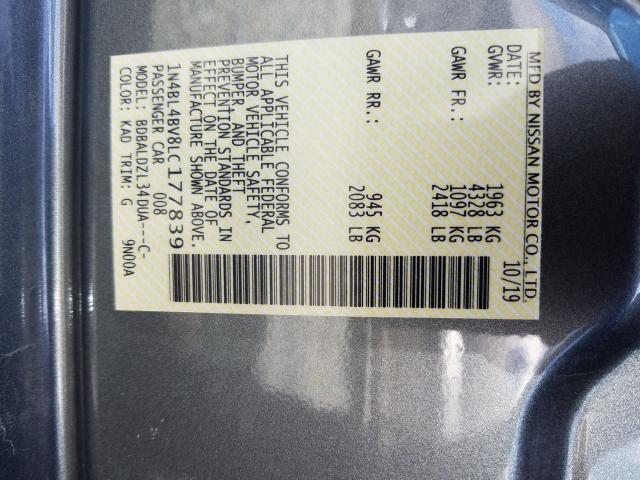 MFD BY NISSAN MOTOR CO., LTD.
DATE: 10/19
GVWR: 1963 KG
4328 LB
GAWR FR.: 1097 KG
2418 LB
GAWR RR.: 945 KG
2083 LB
THIS VEHICLE CONFORMS TO
ALL APPLICABLE FEDERAL
MOTOR VEHICLE SAFETY,
BUMPER, AND THEFT
PREVENTION STANDARDS IN
EFFECT ON THE DATE OF
MANUFACTURE SHOWN ABOVE.
1N4BL4BV8LC177839
PASSENGER CAR 008
MODEL: BDBALDZL34DUA---C-
COLOR: KAD TRIM: G 9N00A